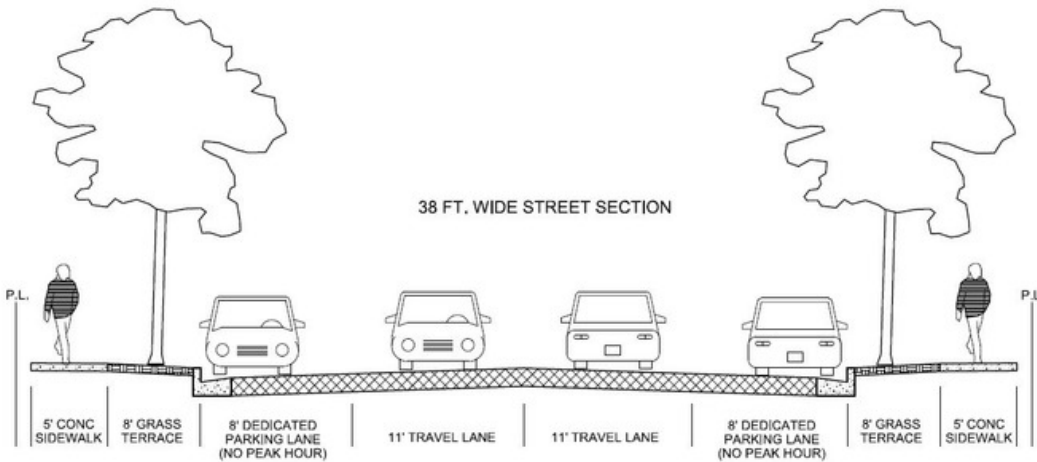 38 FT. WIDE STREET SECTION
P.L.
P.L
5' CONC
SIDEWALK
8' GRASS
TERRACE
8' DEDICATED
PARKING LANE
(NO PEAK HOUR)
11' TRAVEL LANE
11' TRAVEL LANE
8' DEDICATED
PARKING LANE
(NO PEAK HOUR)
8' GRASS
TERRACE
5' CONC
SIDEWALK